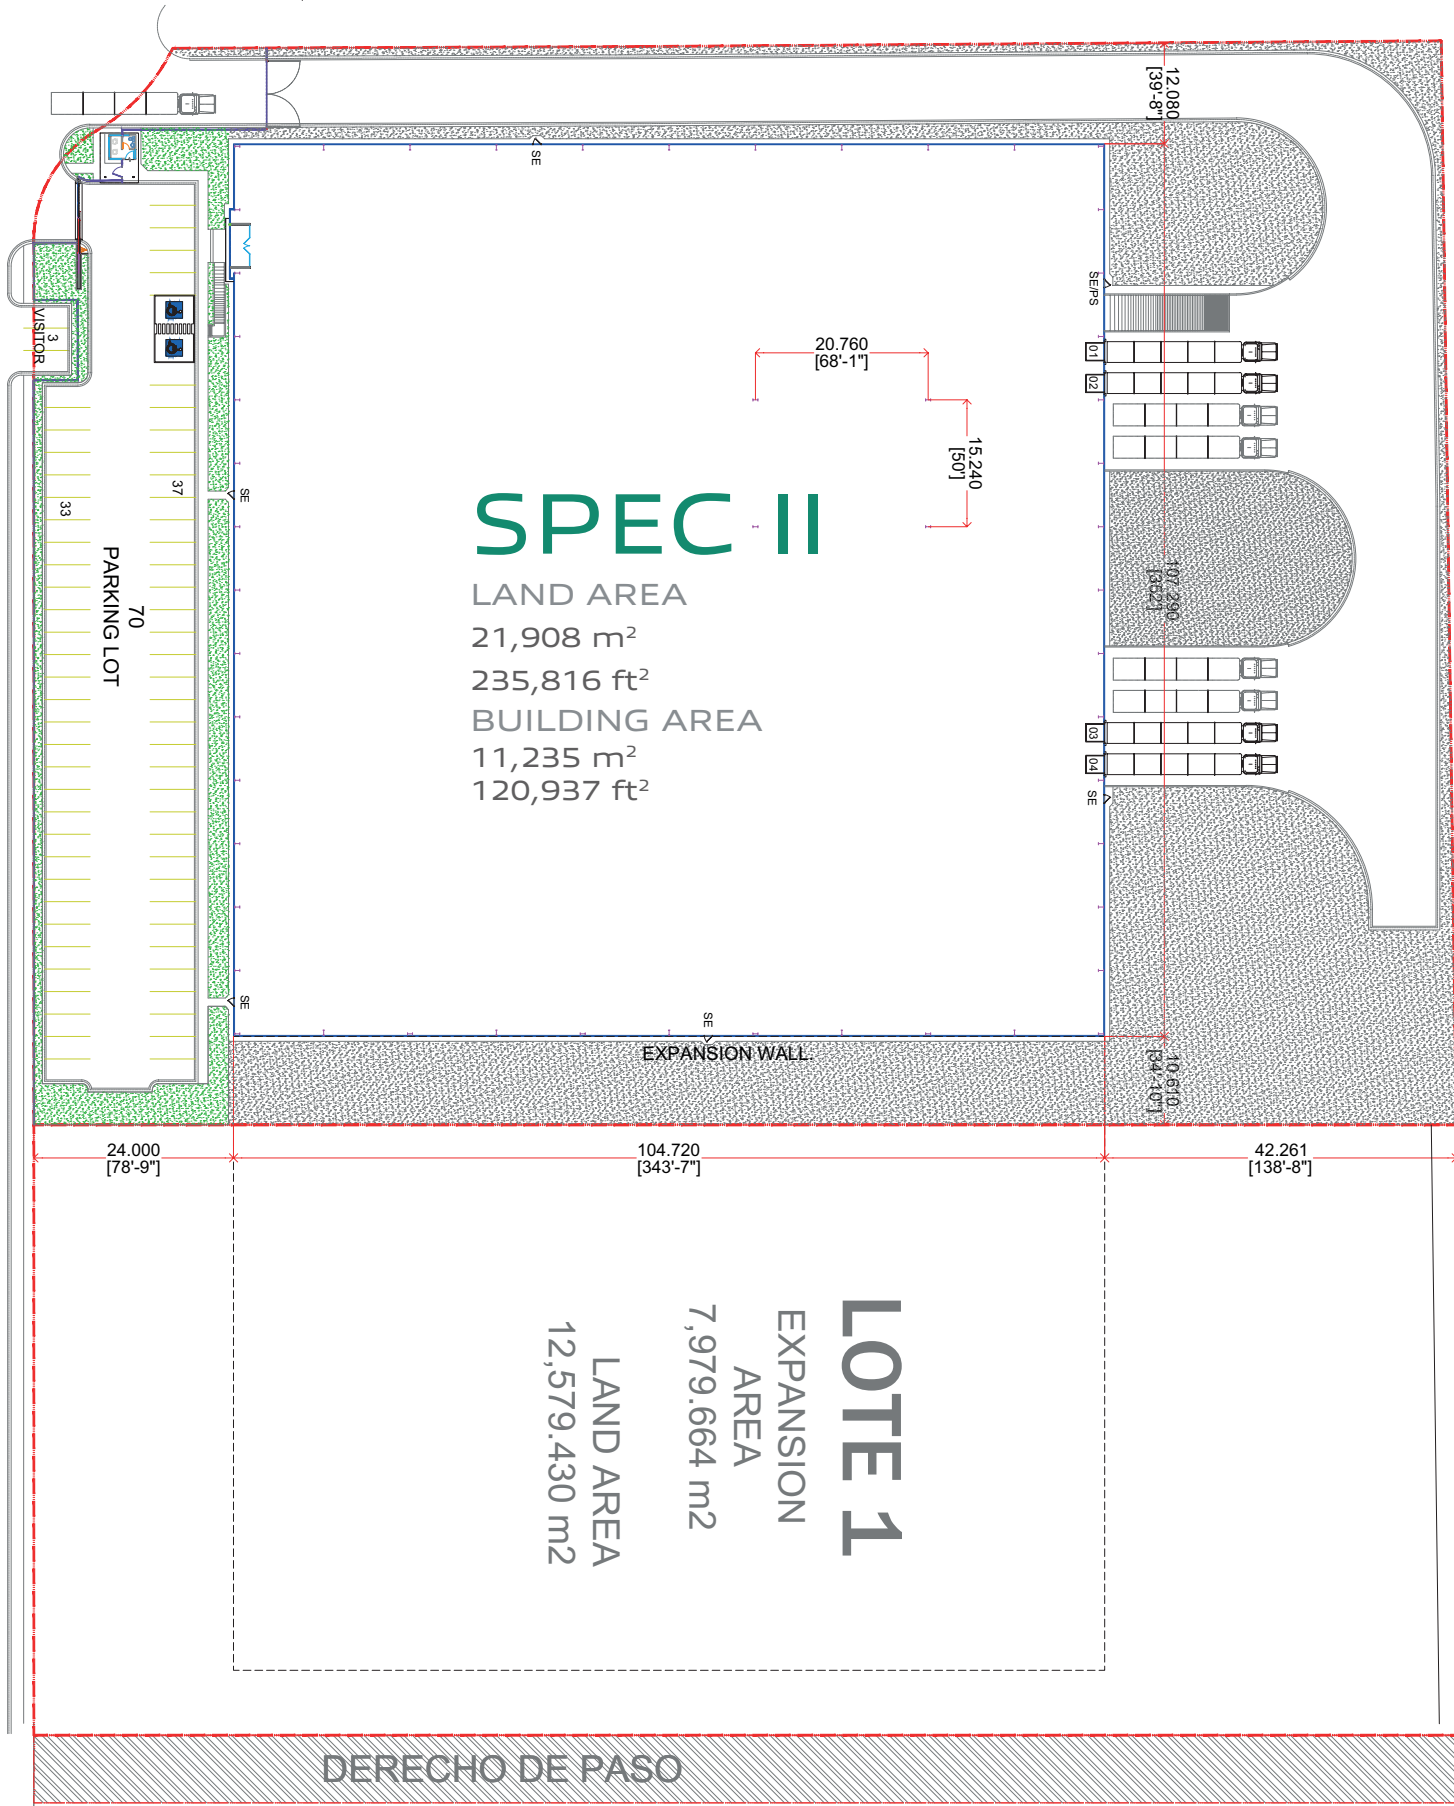 12.080
[39'-8"]
SE
SE/PS
3
VISITOR
01
02
20.760
[68'-1"]
15.240
[50']
37
33
SE
SPEC II
LAND AREA
21,908 m²
235,816 ft²
BUILDING AREA
11,235 m²
120,937 ft²
70
PARKING LOT
107.290
[352']
03
04
SE
SE
SE
EXPANSION WALL.
10.610
[34'-10"]
24.000
[78'-9"]
104.720
[343'-7"]
42.261
[138'-8"]
LOTE 1
EXPANSION
AREA
7,979.664 m2
LAND AREA
12,579.430 m2
DERECHO DE PASO